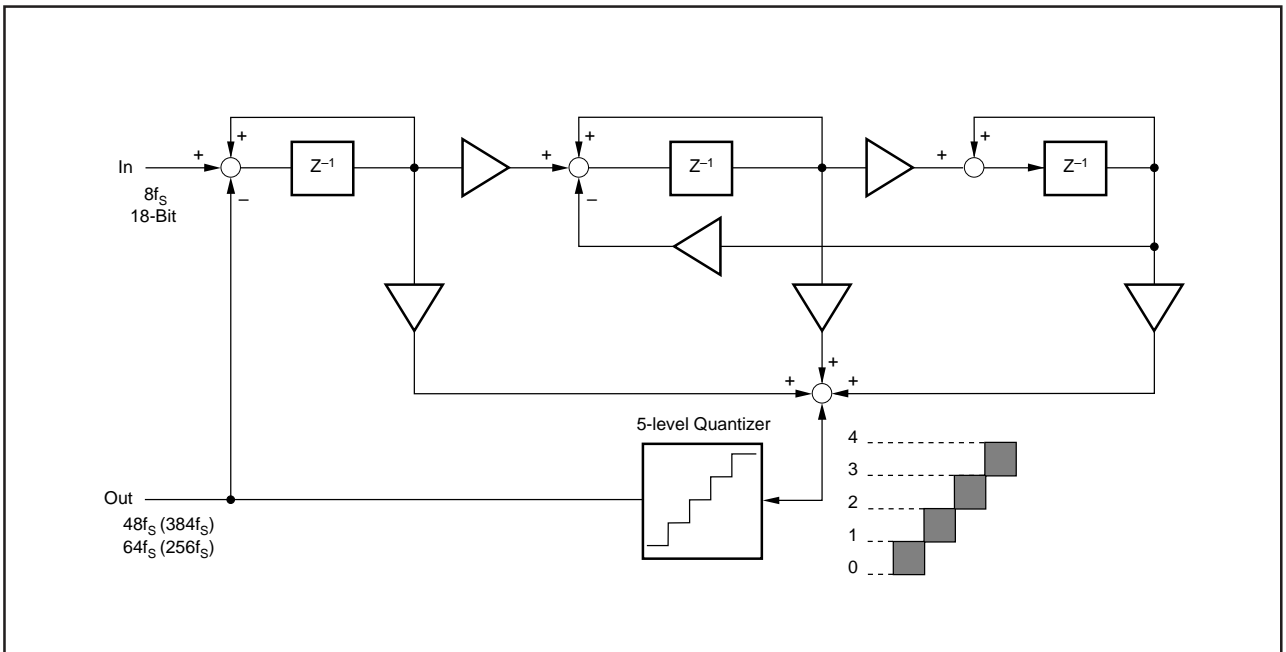 + + +
In + Z–1 + Z–1 + Z–1
8fS
18-Bit
– –
+
+ +
5-level Quantizer
4
3
2
1
0
Out
48fS (384fS)
64fS (256fS)